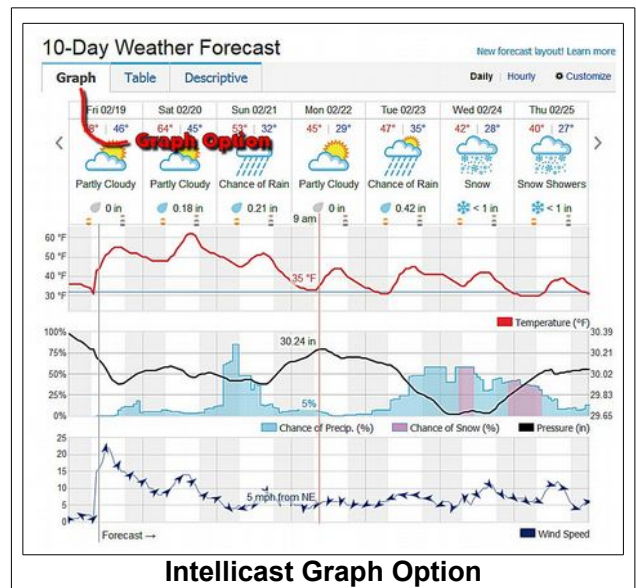 10-Day Weather Forecast
New forecast layout! Learn more
Graph Table Descriptive Daily Hourly Customize
Fri 02/19 Sat 02/20 Sun 02/21 Mon 02/22 Tue 02/23 Wed 02/24 Thu 02/25
46° 64° 45° 53° 32° 45° 29° 47° 35° 42° 28° 40° 27°
Graph Option
Partly Cloudy Partly Cloudy Chance of Rain Partly Cloudy Chance of Rain Snow Snow Showers
0 in 0.18 in 0.21 in 0 in 0.42 in < 1 in < 1 in
9 am
60 °F
50 °F
40 °F
35 °F
30 °F
Temperature (°F)
100% 30.39
30.24 in
75% 30.21
50% 30.02
25% 29.83
5%
0% 29.65
Chance of Precip. (%) Chance of Snow (%) Pressure (in)
25
20
15
10
5 mph from NE
5
0
Forecast → Wind Speed
Intellicast Graph Option